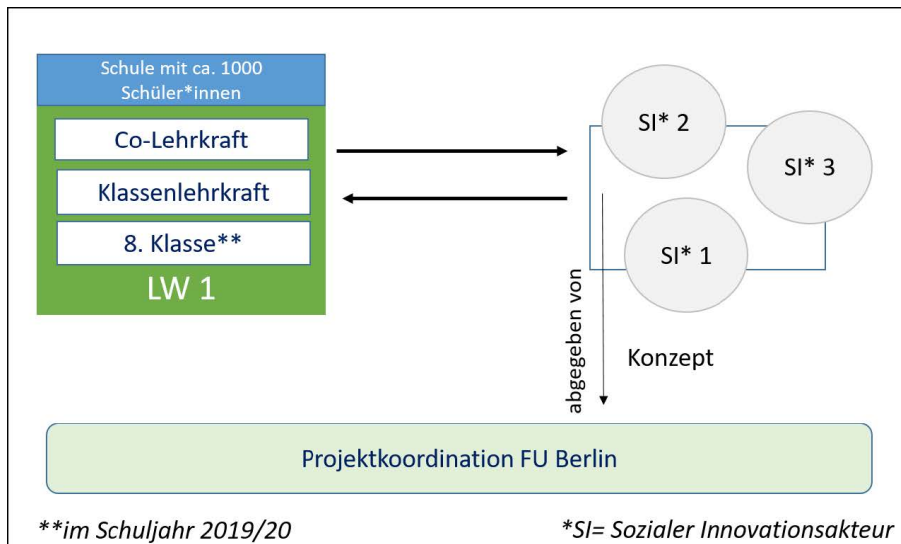 Schule mit ca. 1000
Schüler*innen
Co-Lehrkraft
Klassenlehrkraft
8. Klasse**
LW 1
SI* 2
SI* 3
SI* 1
abgegeben von
Konzept
Projektkoordination FU Berlin
**im Schuljahr 2019/20
*SI= Sozialer Innovationsakteur